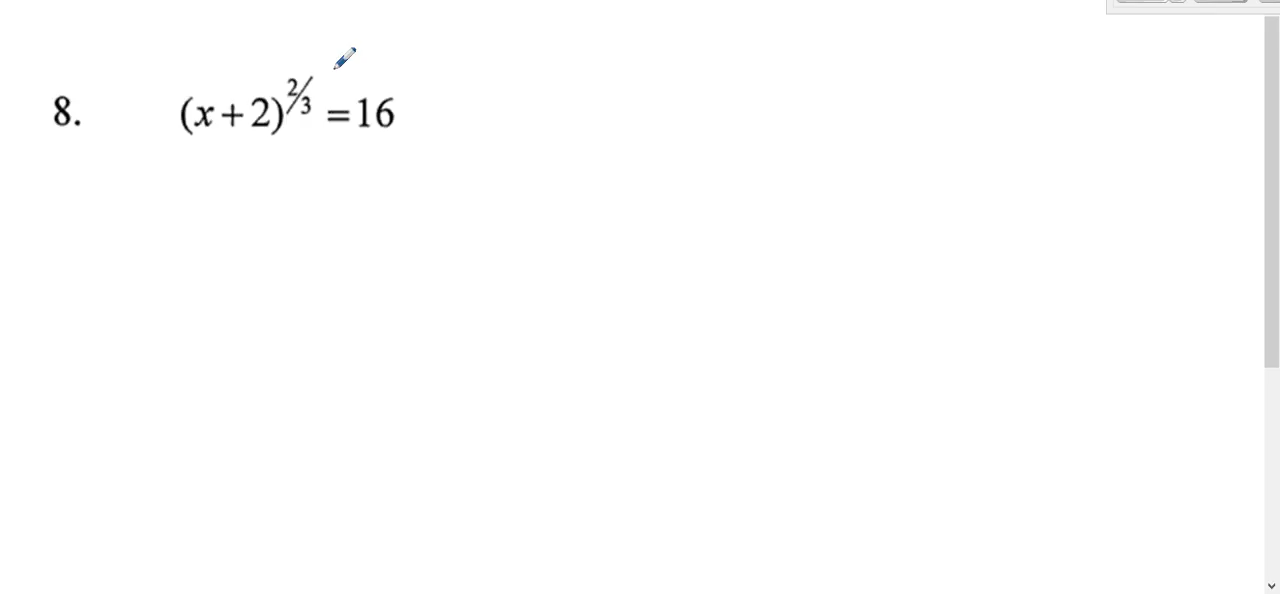 8. (x+2)^{2/3} = 16